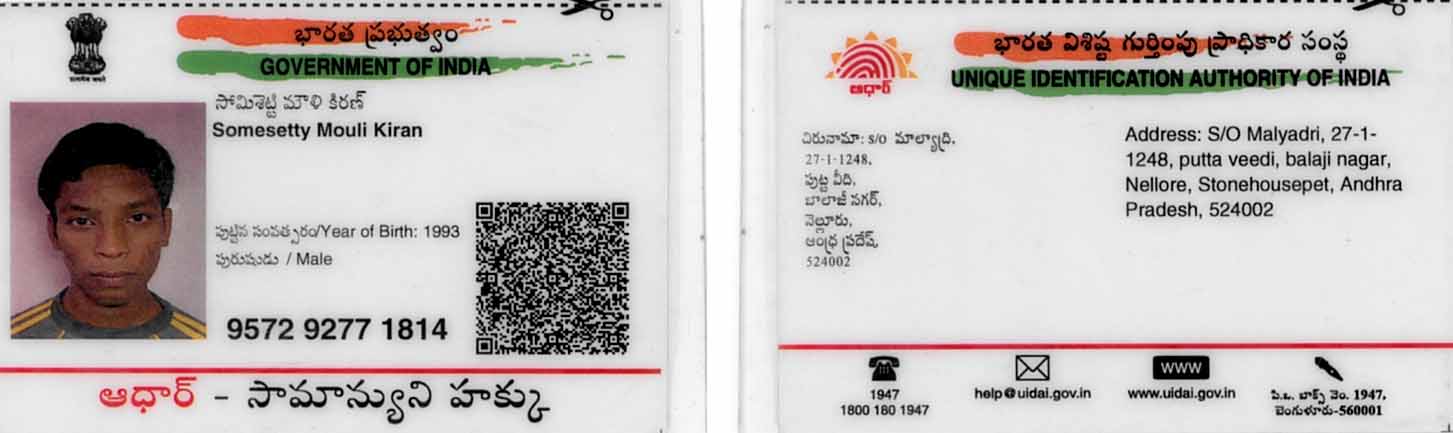 భారత ప్రభుత్వం
GOVERNMENT OF INDIA
సోమిశెట్టి మౌళి కిరణ్
Somesetty Mouli Kiran
పుట్టిన సంవత్సరం/Year of Birth: 1993
పురుషుడు / Male
9572 9277 1814
ఆధార్ - సామాన్యుని హక్కు
భారత విశిష్ట గుర్తింపు ప్రాధికార సంస్థ
UNIQUE IDENTIFICATION AUTHORITY OF INDIA
ఆధార్
చిరునామా: S/O మాల్యాద్రి,
27-1-1248,
పుట్ట వీది,
బాలాజీ నగర్,
నెల్లూరు,
ఆంధ్ర ప్రదేశ్,
524002
Address: S/O Malyadri, 27-1-
1248, putta veedi, balaji nagar,
Nellore, Stonehousepet, Andhra
Pradesh, 524002
1947
1800 180 1947
help@uidai.gov.in
www
www.uidai.gov.in
పి.ఒ. బాక్స్ నెం. 1947,
బెంగుళూరు-560001